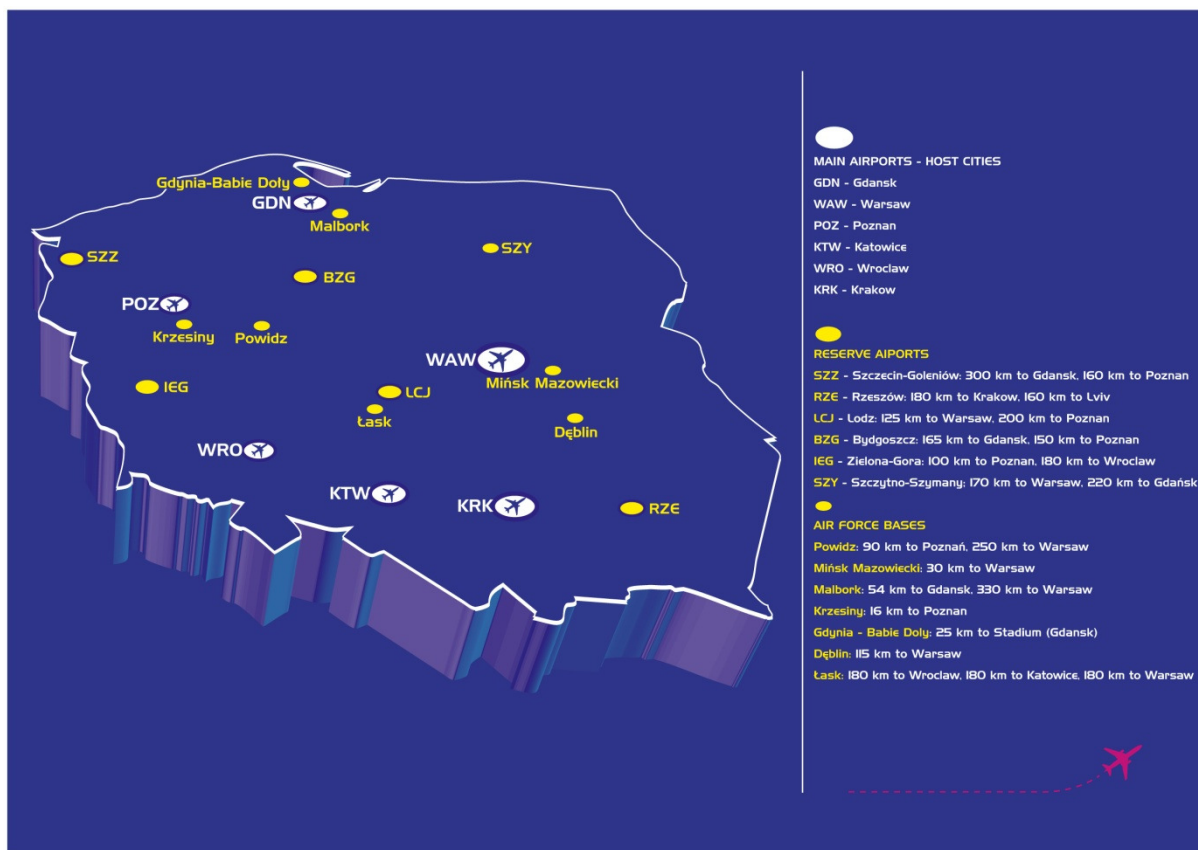 Gdynia-Babie Doły
GDN
Malbork
SZZ
SZY
BZG
POZ
Krzesiny
Powidz
WAW
Mińsk Mazowiecki
IEG
LCJ
Łask
Dęblin
WRO
KTW
KRK
RZE
MAIN AIRPORTS - HOST CITIES
GDN - Gdansk
WAW - Warsaw
POZ - Poznan
KTW - Katowice
WRO - Wroclaw
KRK - Krakow
RESERVE AIPORTS
SZZ - Szczecin-Goleniów: 300 km to Gdansk, 160 km to Poznan
RZE - Rzeszów: 180 km to Krakow, 160 km to Lviv
LCJ - Lodz: 125 km to Warsaw, 200 km to Poznan
BZG - Bydgoszcz: 165 km to Gdansk, 150 km to Poznan
IEG - Zielona-Gora: 100 km to Poznan, 180 km to Wroclaw
SZY - Szczytno-Szymany: 170 km to Warsaw, 220 km to Gdańsk
AIR FORCE BASES
Powidz: 90 km to Poznań, 250 km to Warsaw
Mińsk Mazowiecki: 30 km to Warsaw
Malbork: 54 km to Gdansk, 330 km to Warsaw
Krzesiny: 16 km to Poznan
Gdynia - Babie Doly: 25 km to Stadium (Gdansk)
Dęblin: 115 km to Warsaw
Łask: 180 km to Wroclaw, 180 km to Katowice, 180 km to Warsaw